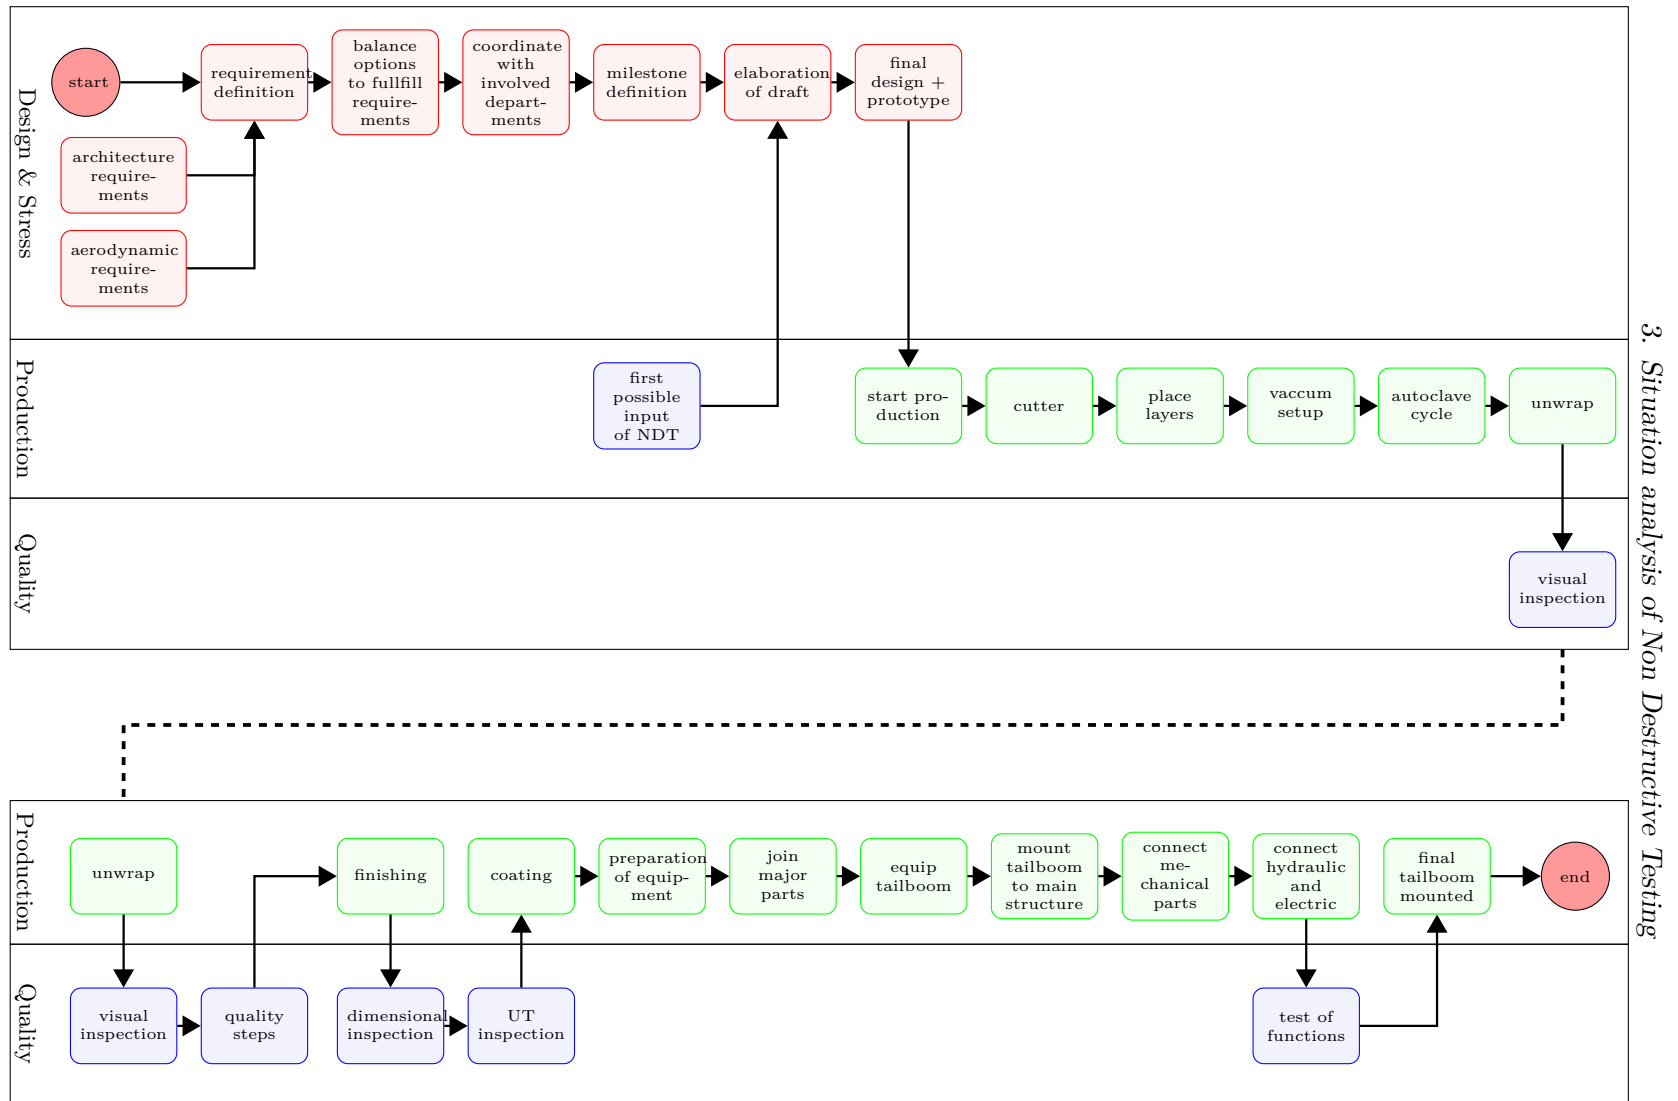 Design & Stress
start
requirement
definition
balance
options
to fullfill
require-
ments
coordinate
with
involved
depart-
ments
milestone
definition
elaboration
of draft
final
design +
prototype
architecture
require-
ments
aerodynamic
require-
ments
Production
first
possible
input
of NDT
start pro-
duction
cutter
place
layers
vaccum
setup
autoclave
cycle
unwrap
Quality
visual
inspection
Production
unwrap
finishing
coating
preparation
of equip-
ment
join
major
parts
equip
tailboom
mount
tailboom
to main
structure
connect
me-
chanical
parts
connect
hydraulic
and
electric
final
tailboom
mounted
end
Quality
visual
inspection
quality
steps
dimensional
inspection
UT
inspection
test of
functions
3. Situation analysis of Non Destructive Testing